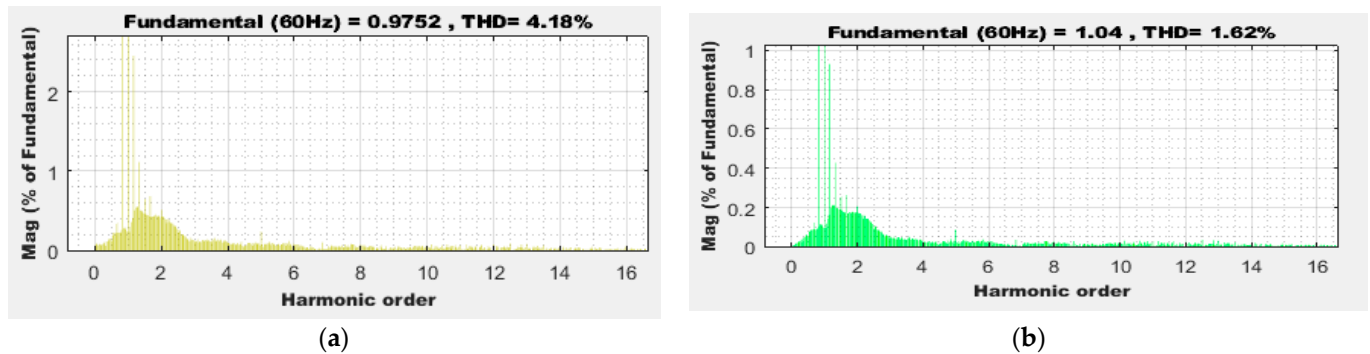 Fundamental (60Hz) = 0.9752 , THD= 4.18%
Mag (% of Fundamental)
2
1
0
0 2 4 6 8 10 12 14 16
Harmonic order
(a)
Fundamental (60Hz) = 1.04 , THD= 1.62%
Mag (% of Fundamental)
1
0.8
0.6
0.4
0.2
0
0 2 4 6 8 10 12 14 16
Harmonic order
(b)